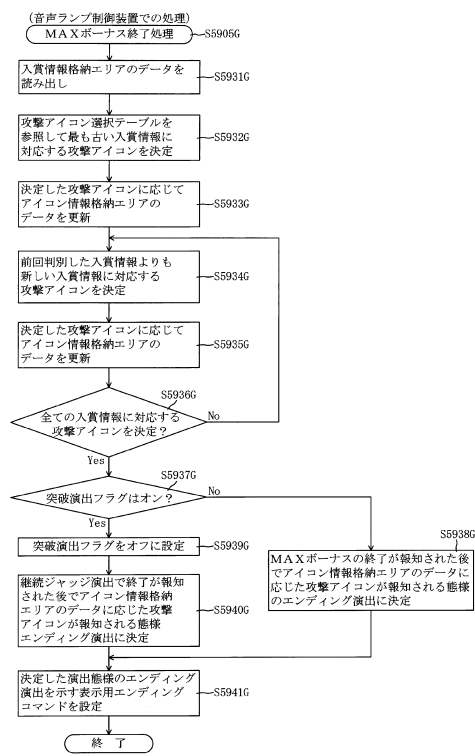 (音声ランプ制御装置での処理)
MAXボーナス終了処理
S5905G
入賞情報格納エリアのデータを
読み出し
S5931G
攻撃アイコン選択テーブルを
参照して最も古い入賞情報に
対応する攻撃アイコンを決定
S5932G
決定した攻撃アイコンに応じて
アイコン情報格納エリアの
データを更新
S5933G
前回判別した入賞情報よりも
新しい入賞情報に対応する
攻撃アイコンを決定
S5934G
決定した攻撃アイコンに応じて
アイコン情報格納エリアの
データを更新
S5935G
S5936G
全ての入賞情報に対応する
攻撃アイコンを決定?
No
Yes
S5937G
突破演出フラグはオン?
No
Yes
突破演出フラグをオフに設定
S5939G
S5938G
MAXボーナスの終了が報知された後
でアイコン情報格納エリアのデータに
応じた攻撃アイコンが報知される態様
のエンディング演出に決定
継続ジャッジ演出で終了が報知
された後でアイコン情報格納
エリアのデータに応じた攻撃
アイコンが報知される態様
エンディング演出に決定
S5940G
決定した演出態様のエンディング
演出を示す表示用エンディング
コマンドを設定
S5941G
終 了